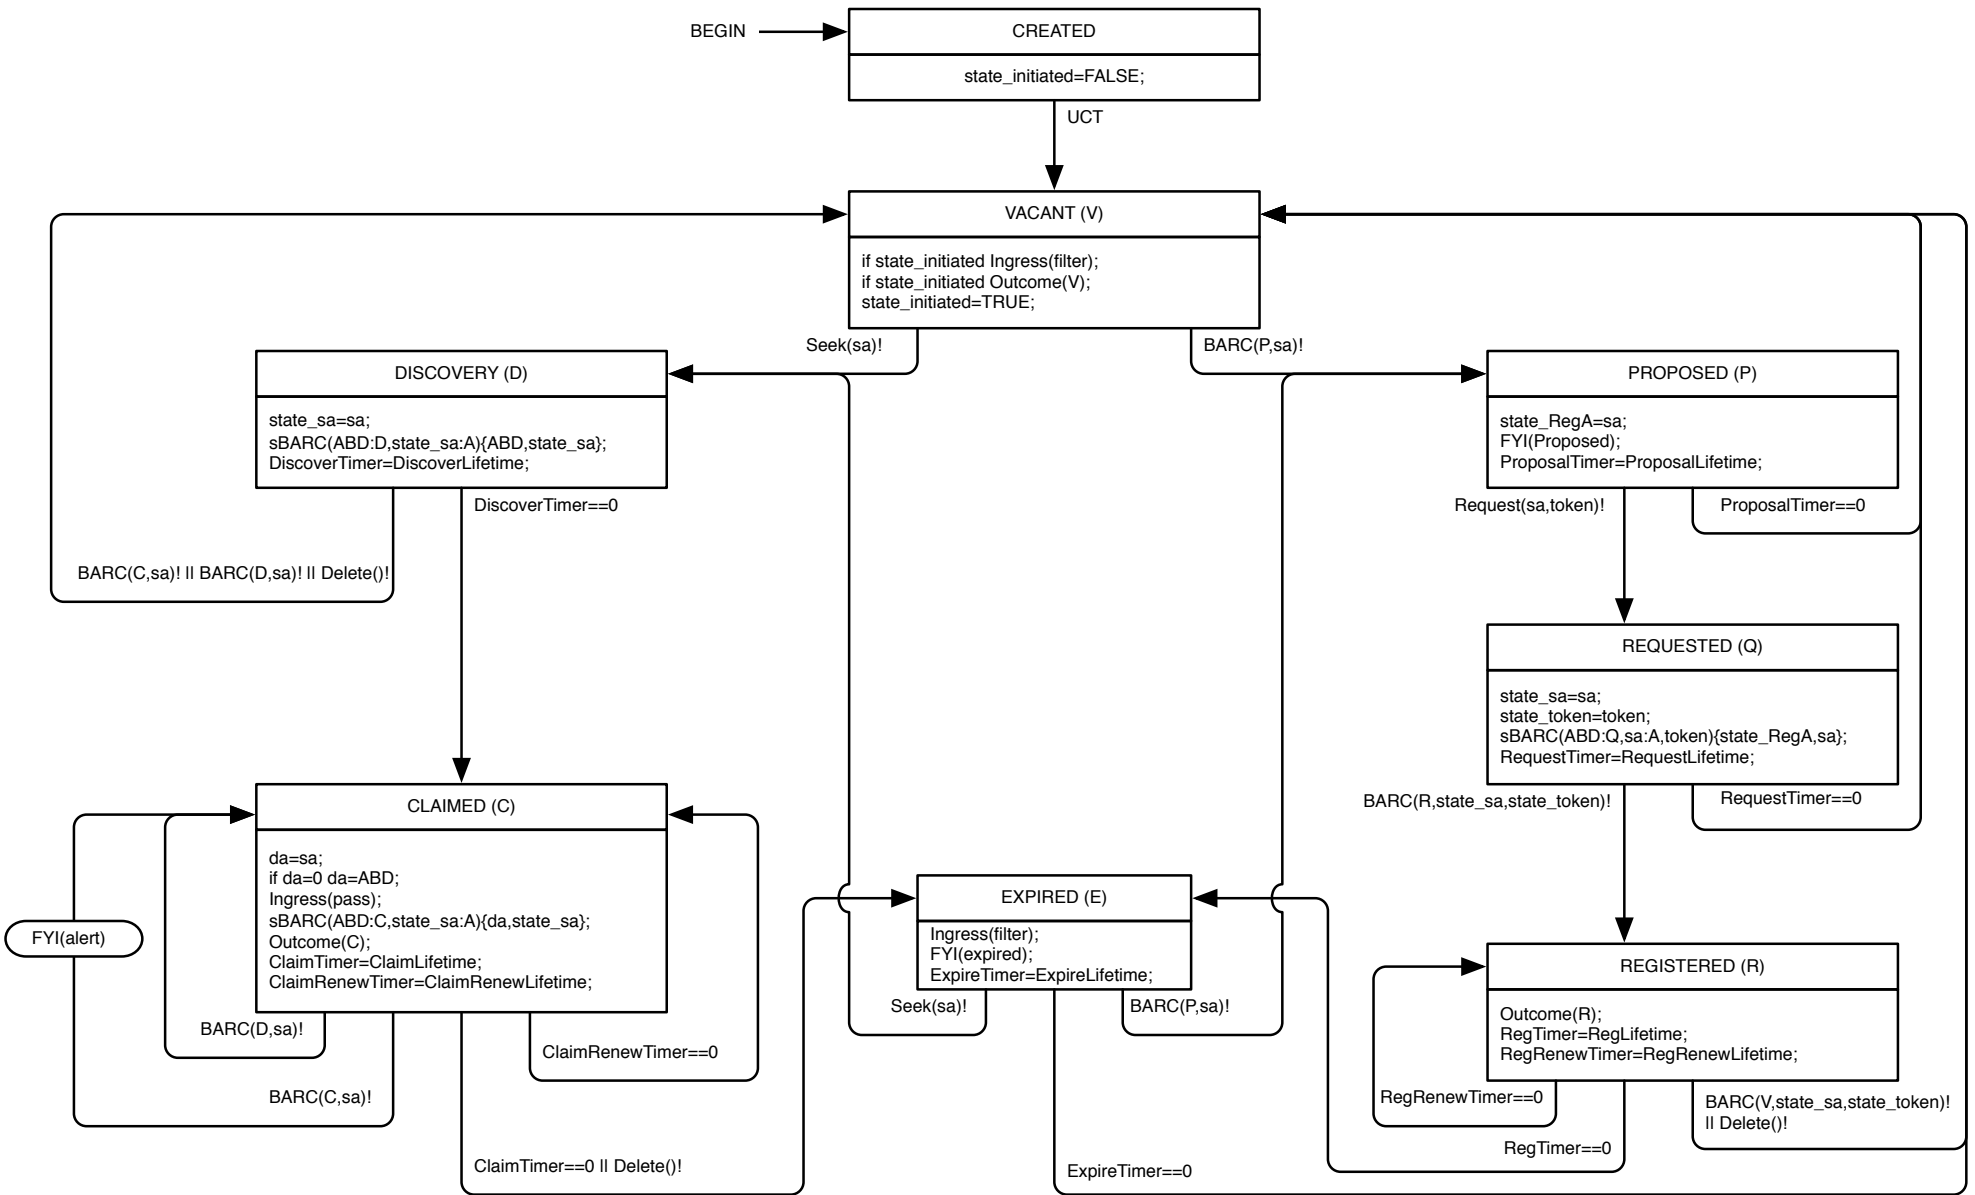 BEGIN
CREATED
state_initiated=FALSE;
UCT
VACANT (V)
if state_initiated Ingress(filter);
if state_initiated Outcome(V);
state_initiated=TRUE;
Seek(sa)!
BARC(P,sa)!
DISCOVERY (D)
state_sa=sa;
sBARC(ABD:D,state_sa:A){ABD,state_sa};
DiscoverTimer=DiscoverLifetime;
DiscoverTimer==0
BARC(C,sa)! II BARC(D,sa)! II Delete()!
PROPOSED (P)
state_RegA=sa;
FYI(Proposed);
ProposalTimer=ProposalLifetime;
Request(sa,token)!
ProposalTimer==0
REQUESTED (Q)
state_sa=sa;
state_token=token;
sBARC(ABD:Q,sa:A,token){state_RegA,sa};
RequestTimer=RequestLifetime;
BARC(R,state_sa,state_token)!
RequestTimer==0
CLAIMED (C)
da=sa;
if da=0 da=ABD;
Ingress(pass);
sBARC(ABD:C,state_sa:A){da,state_sa};
Outcome(C);
ClaimTimer=ClaimLifetime;
ClaimRenewTimer=ClaimRenewLifetime;
FYI(alert)
BARC(D,sa)!
ClaimRenewTimer==0
BARC(C,sa)!
ClaimTimer==0 II Delete()!
EXPIRED (E)
Ingress(filter);
FYI(expired);
ExpireTimer=ExpireLifetime;
Seek(sa)!
BARC(P,sa)!
ExpireTimer==0
REGISTERED (R)
Outcome(R);
RegTimer=RegLifetime;
RegRenewTimer=RegRenewLifetime;
RegRenewTimer==0
BARC(V,state_sa,state_token)!
II Delete()!
RegTimer==0